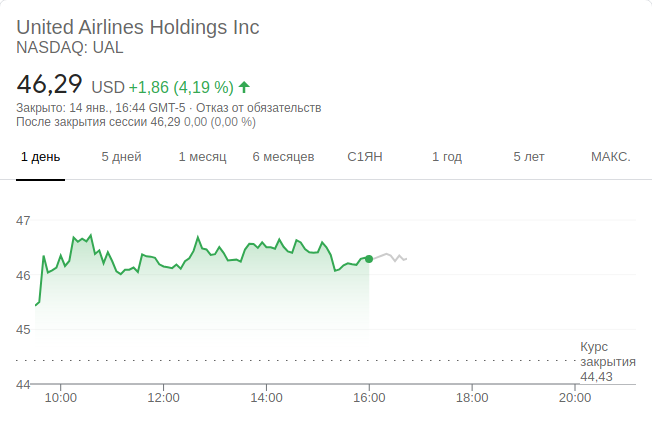 United Airlines Holdings Inc
NASDAQ: UAL
46,29 USD +1,86 (4,19 %)
Закрыто: 14 янв., 16:44 GMT-5 · Отказ от обязательств
После закрытия сессии 46,29 0,00 (0,00 %)
1 день 5 дней 1 месяц 6 месяцев С1ЯН 1 год 5 лет МАКС.
47
46
45
Курс
закрытия
44,43
44
10:00 12:00 14:00 16:00 18:00 20:00